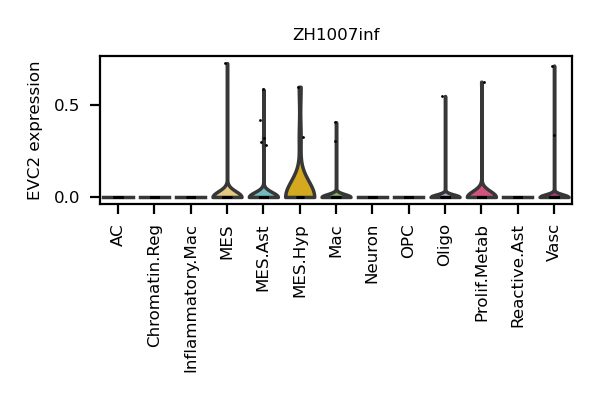 ZH1007inf
EVC2 expression
0.5
0.0
AC
Chromatin.Reg
Inflammatory.Mac
MES
MES.Ast
MES.Hyp
Mac
Neuron
OPC
Oligo
Prolif.Metab
Reactive.Ast
Vasc